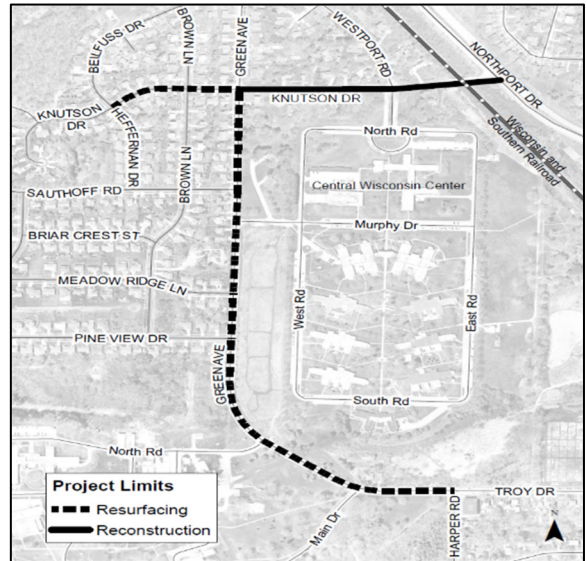 BEILFUSS DR
BROWN LN
GREEN AVE
WESTPORT RD
NORTHPORT DR
KNUTSON DR
KNUTSON DR
HEFFERNAN DR
North Rd
Wisconsin and
Southern Railroad
Central Wisconsin Center
SAUTHOFF RD
BROWN LN
Murphy Dr
BRIAR CREST ST
MEADOW RIDGE LN
West Rd
East Rd
PINE VIEW DR
GREEN AVE
South Rd
North Rd
Project Limits
Resurfacing
Reconstruction
Main Dr
HARPER RD
TROY DR
N